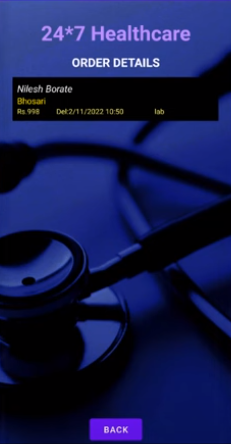 24*7 Healthcare
ORDER DETAILS
Nilesh Borate
Bhosari
Rs.998 Del:2/11/2022 10:50 lab
BACK